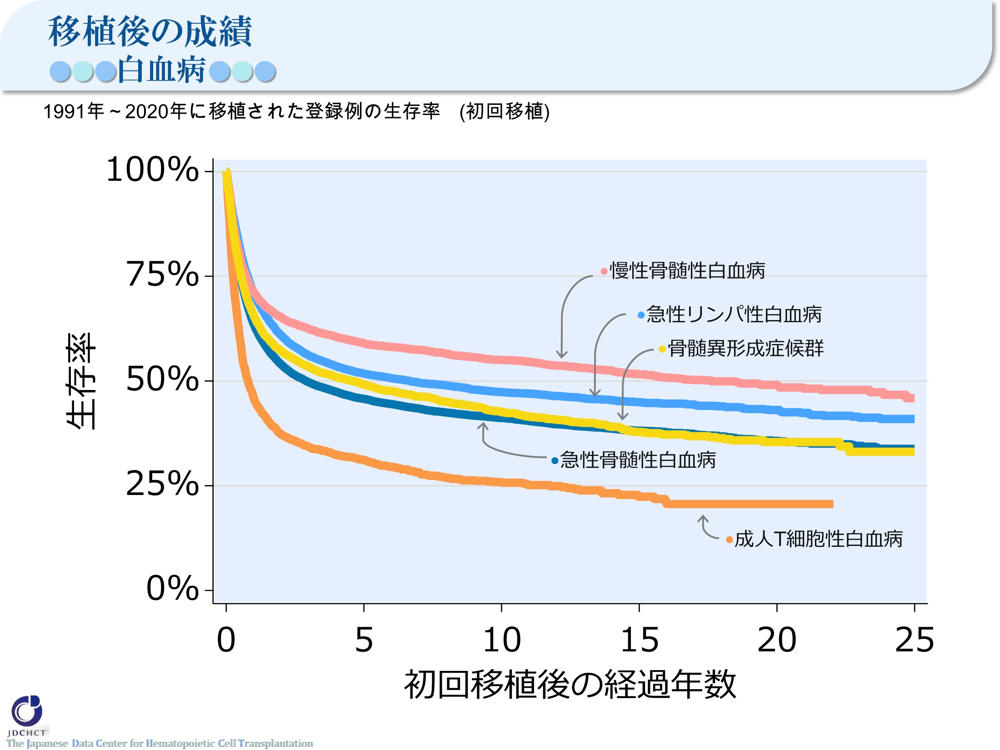 移植後の成績
白血病
1991年～2020年に移植された登録例の生存率　(初回移植)
100%
75%
50%
25%
0%
生存率
慢性骨髄性白血病
急性リンパ性白血病
骨髄異形成症候群
急性骨髄性白血病
成人T細胞性白血病
0 5 10 15 20 25
初回移植後の経過年数
JDCHCT
The Japanese Data Center for Hematopoietic Cell Transplantation